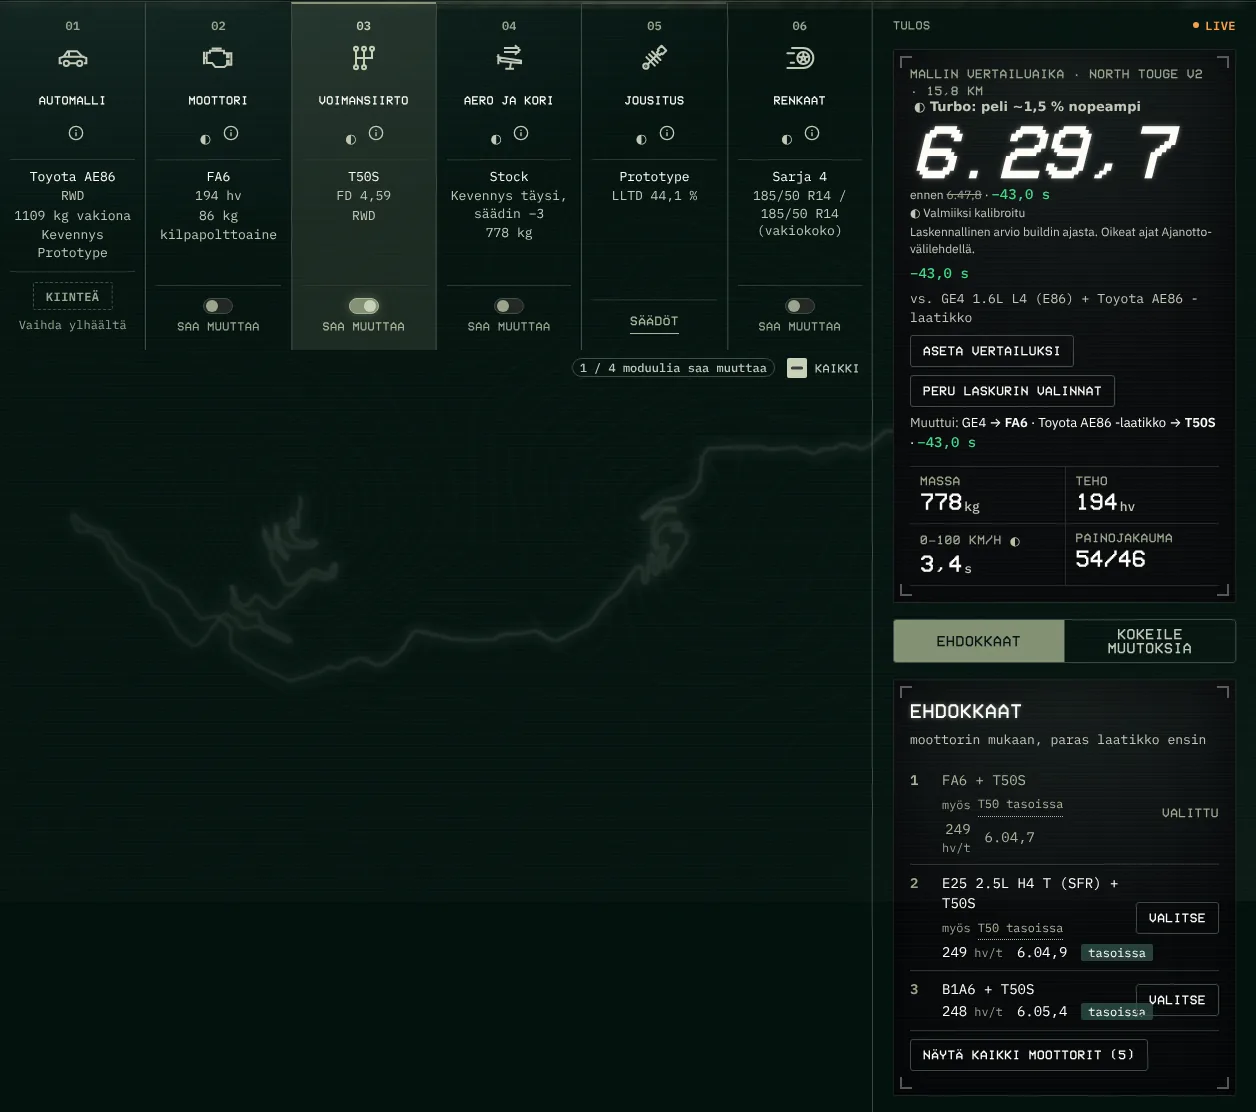 01
AUTOMALLI
Toyota AE86
RWD
1109 kg vakiona
Kevennys
Prototype
KIINTEÄ
Vaihda ylhäältä
02
MOOTTORI
FA6
194 hv
86 kg
kilpapolttoaine
SAA MUUTTAA
03
VOIMANSIIRTO
T50S
FD 4,59
RWD
SAA MUUTTAA
04
AERO JA KORI
Stock
Kevennys täysi,
säädin −3
778 kg
SAA MUUTTAA
05
JOUSITUS
Prototype
LLTD 44,1 %
SÄÄDÖT
06
RENKAAT
Sarja 4
185/50 R14 /
185/50 R14
(vakiokoko)
SAA MUUTTAA
1 / 4 moduulia saa muuttaa
KAIKKI
TULOS
LIVE
MALLIN VERTAILUAIKA · NORTH TOUGE V2
· 15,8 KM
◐ Turbo: peli ~1,5 % nopeampi
6.29,7
ennen 6.47,8 · −43,0 s
◐ Valmiiksi kalibroitu
Laskennallinen arvio buildin ajasta. Oikeat ajat Ajanotto-
välilehdellä.
−43,0 s
vs. GE4 1.6L L4 (E86) + Toyota AE86 -
laatikko
ASETA VERTAILUKSI
PERU LASKURIN VALINNAT
Muuttui: GE4 → FA6 · Toyota AE86 -laatikko → T50S
· −43,0 s
MASSA
778 kg
TEHO
194 hv
0–100 KM/H ◐
3,4 s
PAINOJAKAUMA
54/46
EHDOKKAAT
KOKEILE
MUUTOKSIA
EHDOKKAAT
moottorin mukaan, paras laatikko ensin
1 FA6 + T50S
myös T50 tasoissa
VALITTU
249 hv/t 6.04,7
2 E25 2.5L H4 T (SFR) +
T50S
VALITSE
myös T50 tasoissa
249 hv/t 6.04,9 tasoissa
3 B1A6 + T50S
VALITSE
248 hv/t 6.05,4 tasoissa
NÄYTÄ KAIKKI MOOTTORIT (5)